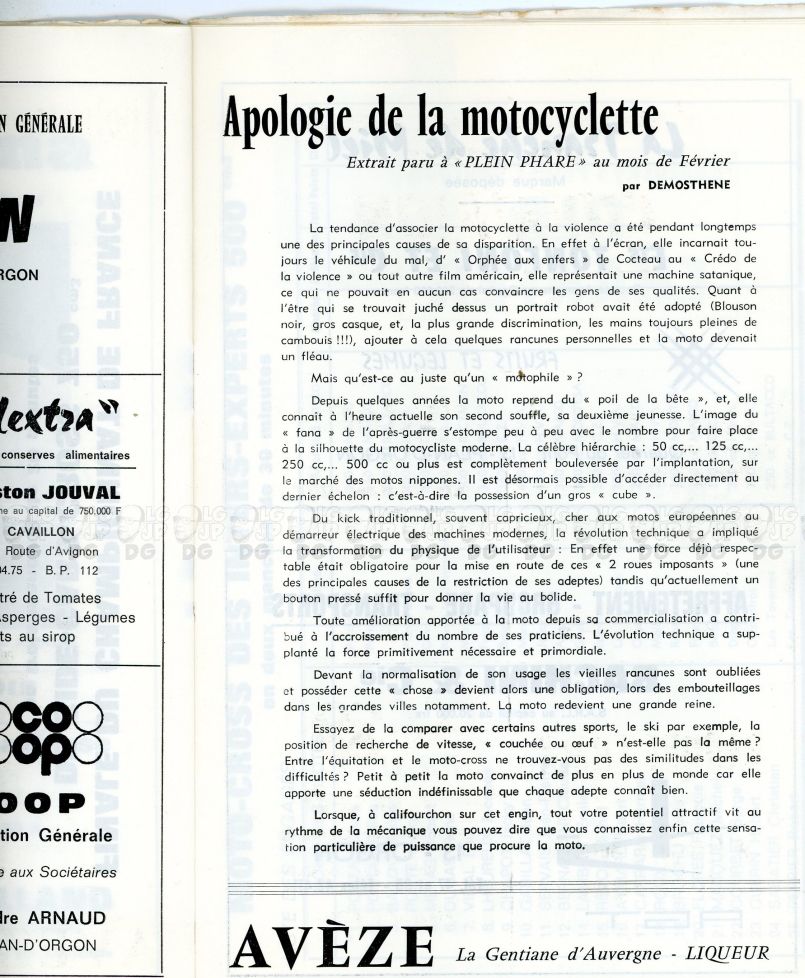 N GÉNÉRALE
N
RGON
extra"
conserves alimentaires
ston JOUVAL
ne au capital de 750.000 F
CAVAILLON
Route d'Avignon
04.75 - B. P. 112
tré de Tomates
sperges - Légumes
ts au sirop
CO
OP
OOP
tion Générale
e aux Sociétaires
dre ARNAUD
AN-D'ORGON
Apologie de la motocyclette
Extrait paru à « PLEIN PHARE » au mois de Février
par DEMOSTHENE
La tendance d'associer la motocyclette à la violence a été pendant longtemps
une des principales causes de sa disparition. En effet à l'écran, elle incarnait tou-
jours le véhicule du mal, d' « Orphée aux enfers » de Cocteau au « Crédo de
la violence » ou tout autre film américain, elle représentait une machine satanique,
ce qui ne pouvait en aucun cas convaincre les gens de ses qualités. Quant à
l'être qui se trouvait juché dessus un portrait robot avait été adopté (Blouson
noir, gros casque, et, la plus grande discrimination, les mains toujours pleines de
cambouis !!!), ajouter à cela quelques rancunes personnelles et la moto devenait
un fléau.
Mais qu'est-ce au juste qu'un « motophile » ?
Depuis quelques années la moto reprend du « poil de la bête », et, elle
connaît à l'heure actuelle son second souffle, sa deuxième jeunesse. L'image du
« fana » de l'après-guerre s'estompe peu à peu avec le nombre pour faire place
à la silhouette du motocycliste moderne. La célèbre hiérarchie : 50 cc,... 125 cc,...
250 cc,... 500 cc ou plus est complètement bouleversée par l'implantation, sur
le marché des motos nippones. Il est désormais possible d'accéder directement au
dernier échelon : c'est-à-dire la possession d'un gros « cube ».
Du kick traditionnel, souvent capricieux, cher aux motos européennes au
démarreur électrique des machines modernes, la révolution technique a impliqué
la transformation du physique de l'utilisateur : En effet une force déjà respec-
table était obligatoire pour la mise en route de ces « 2 roues imposants » (une
des principales causes de la restriction de ses adeptes) tandis qu'actuellement un
bouton pressé suffit pour donner la vie au bolide.
Toute amélioration apportée à la moto depuis sa commercialisation a contri-
bué à l'accroissement du nombre de ses praticiens. L'évolution technique a sup-
planté la force primitivement nécessaire et primordiale.
Devant la normalisation de son usage les vieilles rancunes sont oubliées
et posséder cette « chose » devient alors une obligation, lors des embouteillages
dans les grandes villes notamment. La moto redevient une grande reine.
Essayez de la comparer avec certains autres sports, le ski par exemple, la
position de recherche de vitesse, « couchée ou œuf » n'est-elle pas la même ?
Entre l'équitation et le moto-cross ne trouvez-vous pas des similitudes dans les
difficultés ? Petit à petit la moto convainct de plus en plus de monde car elle
apporte une séduction indéfinissable que chaque adepte connaît bien.
Lorsque, à califourchon sur cet engin, tout votre potentiel attractif vit au
rythme de la mécanique vous pouvez dire que vous connaissez enfin cette sensa-
tion particulière de puissance que procure la moto.
AVÈZE La Gentiane d'Auvergne - LIQUEUR